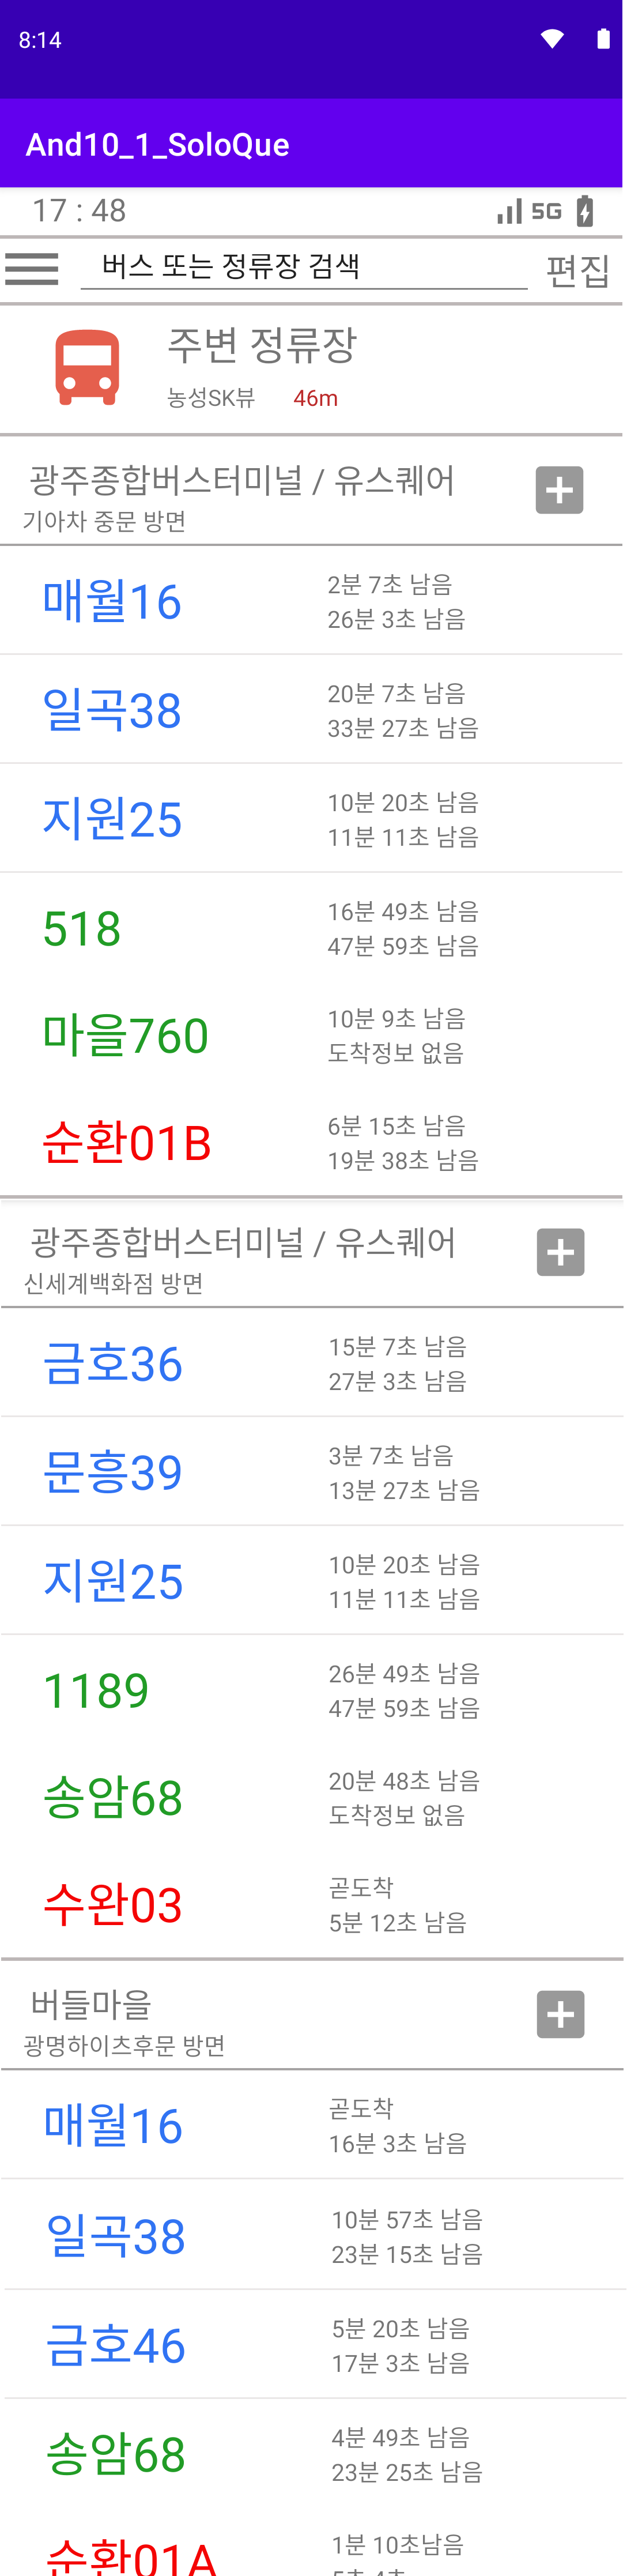 8:14
And10_1_SoloQue
17 : 48 5G
버스 또는 정류장 검색 편집
주변 정류장
농성SK뷰 46m
광주종합버스터미널 / 유스퀘어
기아차 중문 방면
매월16
2분 7초 남음
26분 3초 남음
일곡38
20분 7초 남음
33분 27초 남음
지원25
10분 20초 남음
11분 11초 남음
518
16분 49초 남음
47분 59초 남음
마을760
10분 9초 남음
도착정보 없음
순환01B
6분 15초 남음
19분 38초 남음
광주종합버스터미널 / 유스퀘어
신세계백화점 방면
금호36
15분 7초 남음
27분 3초 남음
문흥39
3분 7초 남음
13분 27초 남음
지원25
10분 20초 남음
11분 11초 남음
1189
26분 49초 남음
47분 59초 남음
송암68
20분 48초 남음
도착정보 없음
수완03
곧도착
5분 12초 남음
버들마을
광명하이츠후문 방면
매월16
곧도착
16분 3초 남음
일곡38
10분 57초 남음
23분 15초 남음
금호46
5분 20초 남음
17분 3초 남음
송암68
4분 49초 남음
23분 25초 남음
순환01A
1분 10초남음